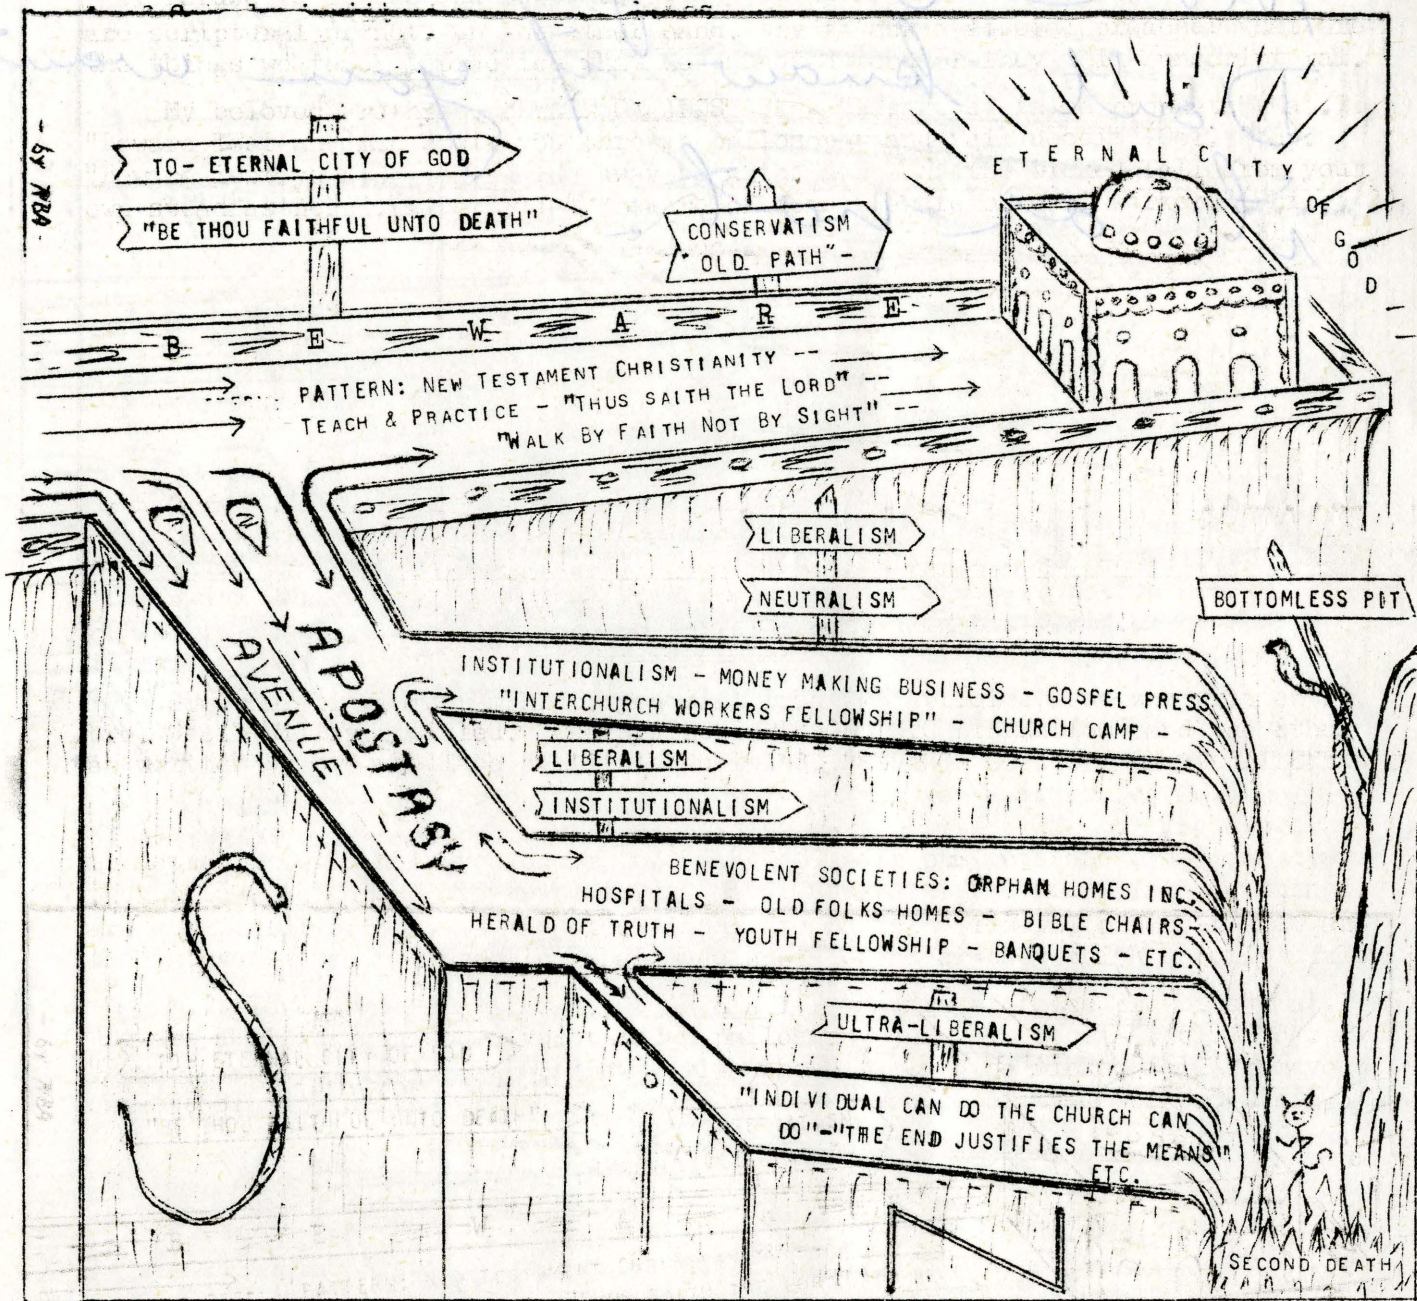 TO- ETERNAL CITY OF GOD
"BE THOU FAITHFUL UNTO DEATH"
CONSERVATISM
"OLD PATH"-
ETERNAL CITY OF GOD
- by
BEWARE
PATTERN: NEW TESTAMENT CHRISTIANITY --
TEACH & PRACTICE - "THUS SAITH THE LORD" --
"WALK BY FAITH NOT BY SIGHT" --
LIBERALISM
NEUTRALISM
BOTTOMLESS PIT
APOSTASY
AVENUE
INSTITUTIONALISM - MONEY MAKING BUSINESS - GOSPEL PRESS
"INTERCHURCH WORKERS FELLOWSHIP" - CHURCH CAMP -
LIBERALISM
INSTITUTIONALISM
BENEVOLENT SOCIETIES: ORPHAM HOMES INC.
HOSPITALS - OLD FOLKS HOMES - BIBLE CHAIRS-
HERALD OF TRUTH - YOUTH FELLOWSHIP - BANQUETS - ETC.
ULTRA-LIBERALISM
"INDIVIDUAL CAN DO THE CHURCH CAN
DO"-"THE END JUSTIFIES THE MEANS"
ETC.
SIN
SECOND DEATH